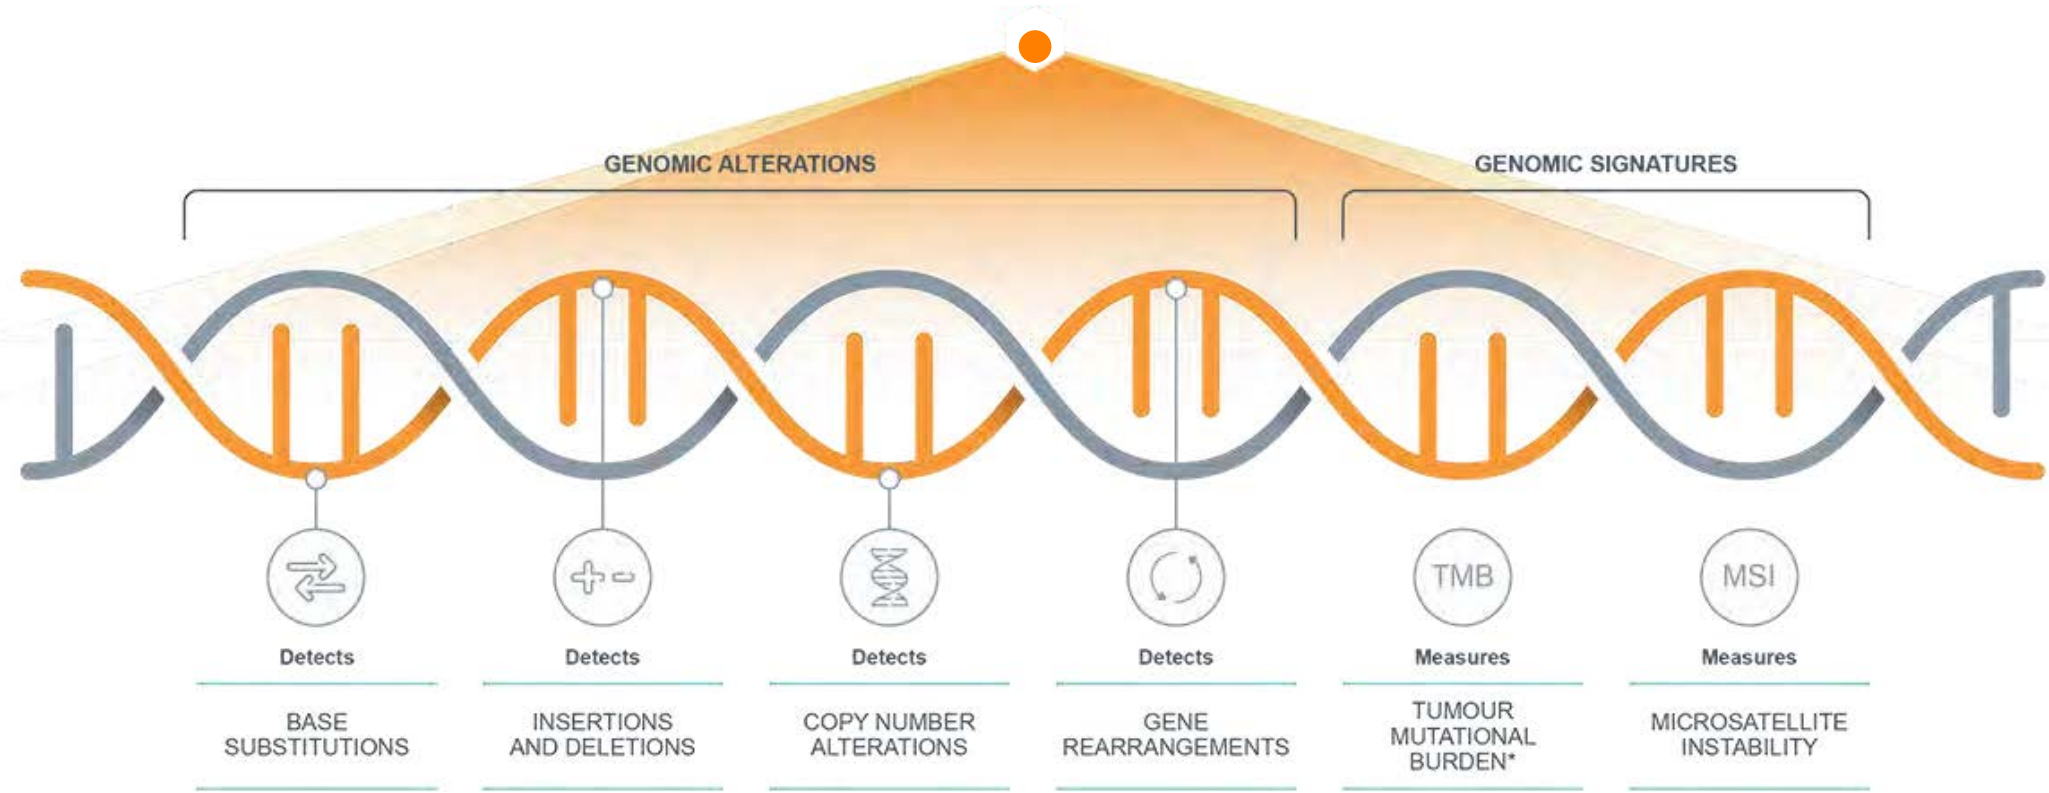 GENOMIC ALTERATIONS
GENOMIC SIGNATURES
TMB
MSI
Detects
Detects
Detects
Detects
Measures
Measures
BASE
SUBSTITUTIONS
INSERTIONS
AND DELETIONS
COPY NUMBER
ALTERATIONS
GENE
REARRANGEMENTS
TUMOUR
MUTATIONAL
BURDEN*
MICROSATELLITE
INSTABILITY